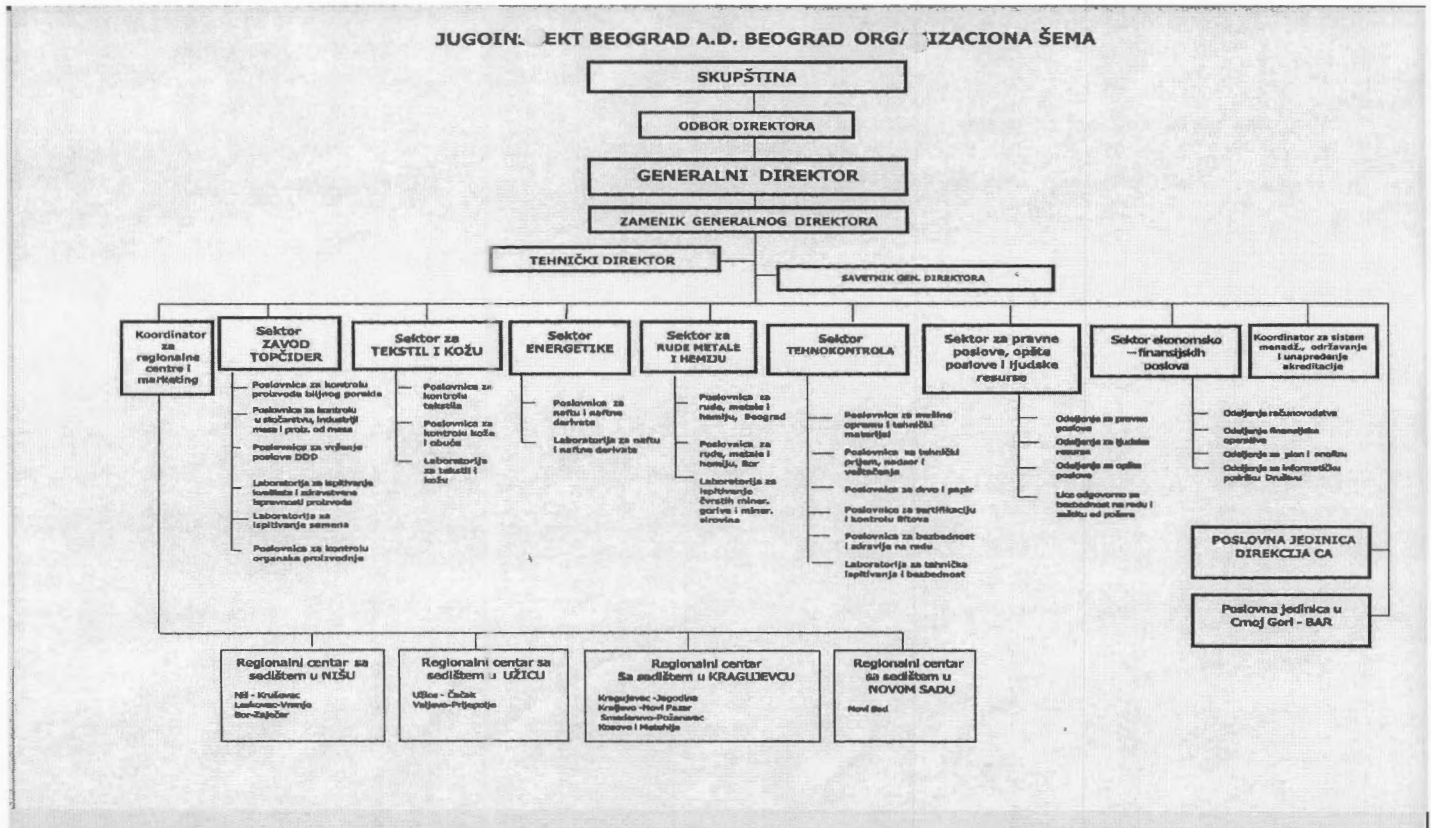 JUGOIN: EKT BEOGRAD A.D. BEOGRAD ORG/ IZACIONA ŠEMA
SKUPŠTINA
ODBOR DIREKTORA
GENERALNI DIREKTOR
ZAMENIK GENERALNOG DIREKTORA
TEHNIČKI DIREKTOR
SAVETNIK GEN. DIREKTORA
Koordinator
za
regionalne
centre i
marketing
Sektor
ZAVOD
TOPČIDER
Poslovnica za kontrolu
proizvoda biljnog porekla
Poslovnica za kontrolu
u stočarstvu, industriji
mesa i proiz. od mesa
Poslovnica za vršenje
poslova DDD
Laboratorija za ispitivanje
kvaliteta i zdravstvene
ispravnosti proizvoda
Laboratorija za
ispitivanje semena
Poslovnica za kontrolu
organske proizvodnje
Sektor za
TEKSTIL I KOŽU
Poslovnica za
kontrolu
tekstila
Poslovnica za
kontrolu kože
i obuće
Laboratorija
za tekstil i
kožu
Sektor
ENERGETIKE
Poslovnica za
naftu i naftne
derivate
Laboratorija za naftu
i naftne derivate
Sektor za
RUDE METALE
I HEMIJU
Poslovnica za
rude, metale i
hemiju, Beograd
Poslovnica za
rude, metale i
hemiju, Bor
Laboratorija za
ispitivanje
čvrstih miner.
goriva i miner.
sirovina
Sektor
TEHNOKONTROLA
Poslovnica za mašine
opremu i tehnički
materijal
Poslovnica za tehnički
prijem, nadzor i
veštačenje
Poslovnica za drvo i papir
Poslovnica za sertifikaciju
i kontrolu liftova
Poslovnica za bezbednost
i zdravlje na radu
Laboratorija za tehnička
ispitivanja i bezbednost
Sektor za pravne
poslove, opšte
poslove i ljudske
resurse
Odeljenje za pravne
poslove
Odeljenje za ljudske
resurse
Odeljenje za opšte
poslove
Lice odgovorno za
bezbednost na radu i
zaštitu od požara
Sektor ekonomsko
–finansijskih
poslova
Odeljenje računovodstva
Odeljenje finansijske
operative
Odeljenje za plan i analizu
Odeljenje za informatičku
podršku Društvu
Koordinator za sistem
menadž., održavanje
i unapređenje
akreditacije
POSLOVNA JEDINICA
DIREKCIJA CA
Poslovna jedinica u
Crnoj Gori - BAR
Regionalni centar sa
sedištem u NIŠU
Niš - Kruševac
Leskovac-Vranje
Bor-Zaječar
Regionalni centar sa
sedištem u UŽICU
Užice - Čačak
Valjevo-Prijepolje
Regionalni centar
Sa sedištem u KRAGUJEVCU
Kragujevac -Jagodina
Kraljevo -Novi Pazar
Smederevo-Požarevac
Kosovo i Metohija
Regionalni centar
sa sedištem u
NOVOM SADU
Novi Sad